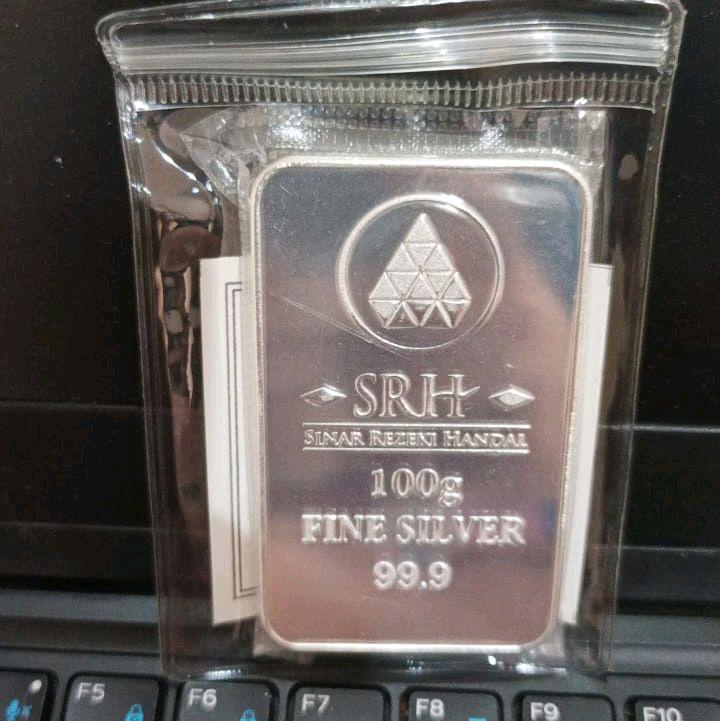 SRH
SINAR REZEKI HANDAL
100g
FINE SILVER
99.9
F5
F6
F7
F8
F9
F10